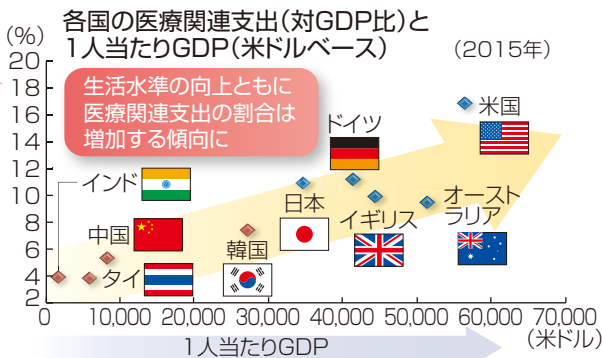 各国の医療関連支出(対GDP比)と
1人当たりGDP(米ドルベース)
(2015年)
(%)
生活水準の向上ともに
医療関連支出の割合は
増加する傾向に
20
18
16
14
12
10
8
6
4
2
米国
ドイツ
インド
日本
イギリス
オースト
ラリア
中国
韓国
タイ
0
10,000
20,000
30,000
40,000
50,000
60,000
70,000
(米ドル)
1人当たりGDP